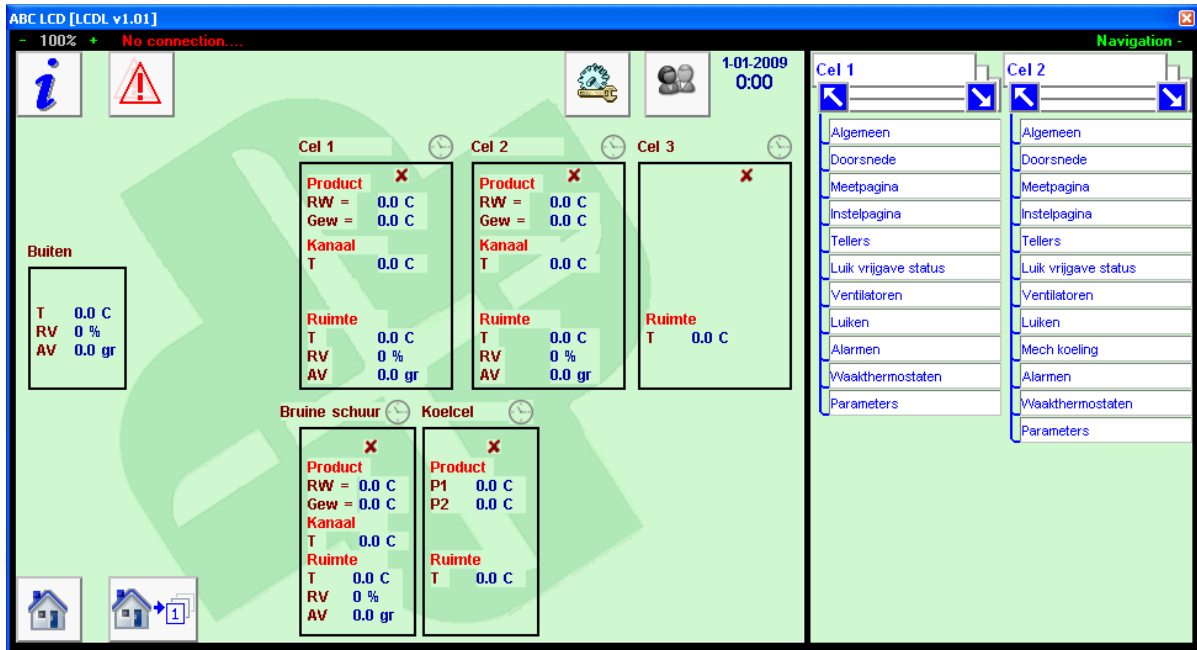 ABC LCD [LCDL v1.01]
- 100% + No connection.... Navigation -
1-01-2009
0:00
Buiten
T 0.0 C
RV 0 %
AV 0.0 gr
Cel 1
Product
RW = 0.0 C
Gew = 0.0 C
Kanaal
T 0.0 C
Ruimte
T 0.0 C
RV 0 %
AV 0.0 gr
Cel 2
Product
RW = 0.0 C
Gew = 0.0 C
Kanaal
T 0.0 C
Ruimte
T 0.0 C
RV 0 %
AV 0.0 gr
Cel 3
Ruimte
T 0.0 C
Bruine schuur
Product
RW = 0.0 C
Gew = 0.0 C
Kanaal
T 0.0 C
Ruimte
T 0.0 C
RV 0 %
AV 0.0 gr
Koelcel
Product
P1 0.0 C
P2 0.0 C
Ruimte
T 0.0 C
1
Cel 1
Algemeen
Doorsnede
Meetpagina
Instelpagina
Tellers
Luik vrijgave status
Ventilatoren
Luiken
Alarmen
Waakthermostaten
Parameters
Cel 2
Algemeen
Doorsnede
Meetpagina
Instelpagina
Tellers
Luik vrijgave status
Ventilatoren
Luiken
Mech koeling
Alarmen
Waakthermostaten
Parameters